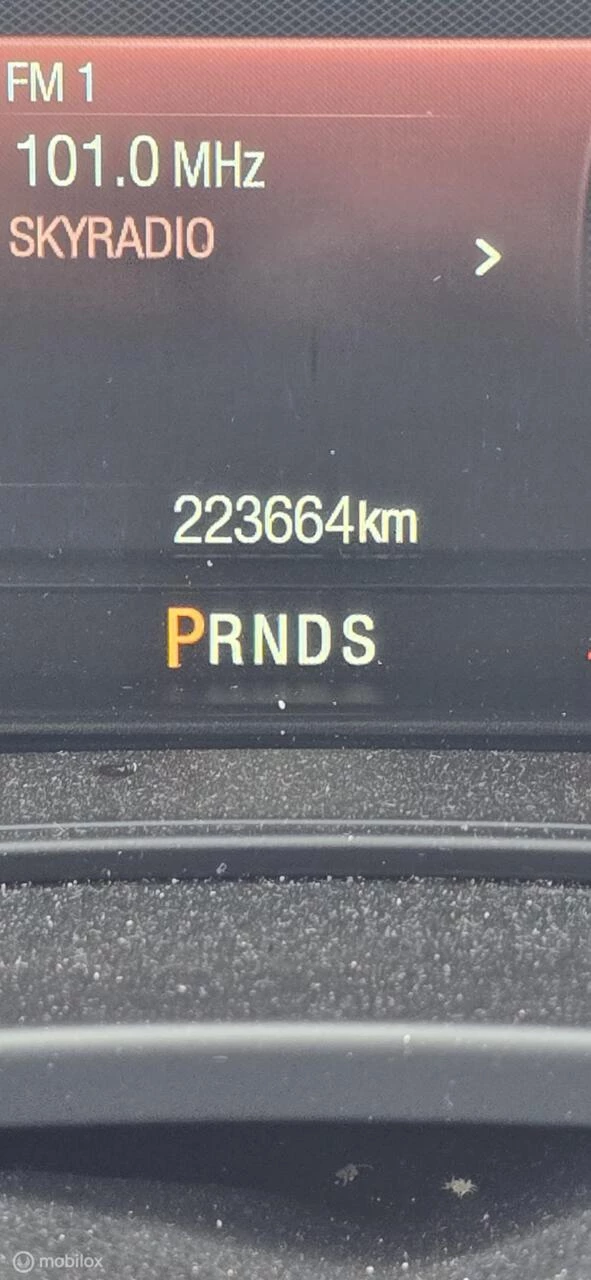 FM 1
101.0 MHz
SKYRADIO
223664km
PRNDS
mobilox